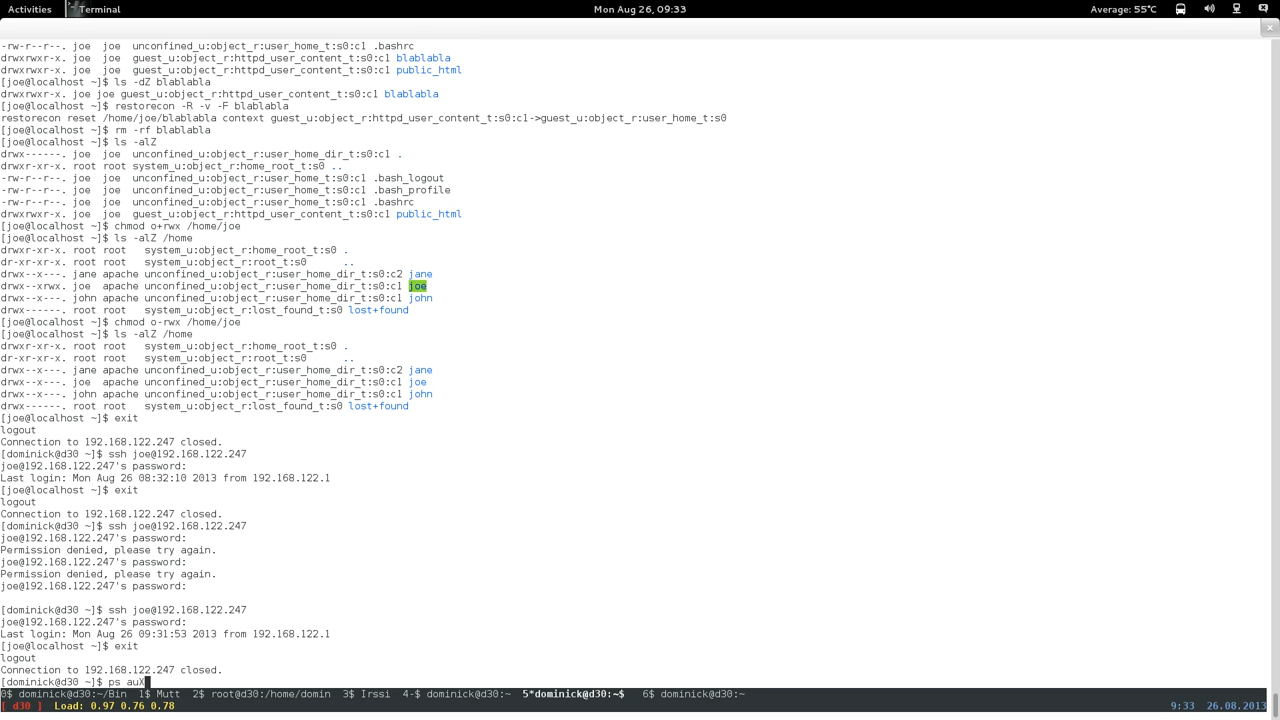 Activities Terminal Mon Aug 26, 09:33 Average: 55°C
-rw-r--r--. joe  joe  unconfined_u:object_r:user_home_t:s0:c1 .bashrc
drwxrwxr-x. joe  joe  guest_u:object_r:httpd_user_content_t:s0:c1 blablabla
drwxrwxr-x. joe  joe  guest_u:object_r:httpd_user_content_t:s0:c1 public_html
[joe@localhost ~]$ ls -dZ blablabla
drwxrwxr-x. joe joe guest_u:object_r:httpd_user_content_t:s0:c1 blablabla
[joe@localhost ~]$ restorecon -R -v -F blablabla
restorecon reset /home/joe/blablabla context guest_u:object_r:httpd_user_content_t:s0:c1->guest_u:object_r:user_home_t:s0
[joe@localhost ~]$ rm -rf blablabla
[joe@localhost ~]$ ls -alZ
drwx------. joe  joe  unconfined_u:object_r:user_home_dir_t:s0:c1 .
drwxr-xr-x. root root system_u:object_r:home_root_t:s0 ..
-rw-r--r--. joe  joe  unconfined_u:object_r:user_home_t:s0:c1 .bash_logout
-rw-r--r--. joe  joe  unconfined_u:object_r:user_home_t:s0:c1 .bash_profile
-rw-r--r--. joe  joe  unconfined_u:object_r:user_home_t:s0:c1 .bashrc
drwxrwxr-x. joe  joe  guest_u:object_r:httpd_user_content_t:s0:c1 public_html
[joe@localhost ~]$ chmod o+rwx /home/joe
[joe@localhost ~]$ ls -alZ /home
drwxr-xr-x. root root   system_u:object_r:home_root_t:s0 .
dr-xr-xr-x. root root   system_u:object_r:root_t:s0      ..
drwx--x---. jane apache unconfined_u:object_r:user_home_dir_t:s0:c2 jane
drwx--xrwx. joe  apache unconfined_u:object_r:user_home_dir_t:s0:c1 joe
drwx--x---. john apache unconfined_u:object_r:user_home_dir_t:s0:c1 john
drwx------. root root   system_u:object_r:lost_found_t:s0 lost+found
[joe@localhost ~]$ chmod o-rwx /home/joe
[joe@localhost ~]$ ls -alZ /home
drwxr-xr-x. root root   system_u:object_r:home_root_t:s0 .
dr-xr-xr-x. root root   system_u:object_r:root_t:s0      ..
drwx--x---. jane apache unconfined_u:object_r:user_home_dir_t:s0:c2 jane
drwx--x---. joe  apache unconfined_u:object_r:user_home_dir_t:s0:c1 joe
drwx--x---. john apache unconfined_u:object_r:user_home_dir_t:s0:c1 john
drwx------. root root   system_u:object_r:lost_found_t:s0 lost+found
[joe@localhost ~]$ exit
logout
Connection to 192.168.122.247 closed.
[dominick@d30 ~]$ ssh joe@192.168.122.247
joe@192.168.122.247's password:
Last login: Mon Aug 26 08:32:10 2013 from 192.168.122.1
[joe@localhost ~]$ exit
logout
Connection to 192.168.122.247 closed.
[dominick@d30 ~]$ ssh joe@192.168.122.247
joe@192.168.122.247's password:
Permission denied, please try again.
joe@192.168.122.247's password:
Permission denied, please try again.
joe@192.168.122.247's password:
[dominick@d30 ~]$ ssh joe@192.168.122.247
joe@192.168.122.247's password:
Last login: Mon Aug 26 09:31:53 2013 from 192.168.122.1
[joe@localhost ~]$ exit
logout
Connection to 192.168.122.247 closed.
[dominick@d30 ~]$ ps auX
0$ dominick@d30:~/Bin  1$ Mutt  2$ root@d30:/home/domin  3$ Irssi  4-$ dominick@d30:~  5*dominick@d30:~$   6$ dominick@d30:~
[ d30 ]  Load: 0.97 0.76 0.78 9:33  26.08.2013